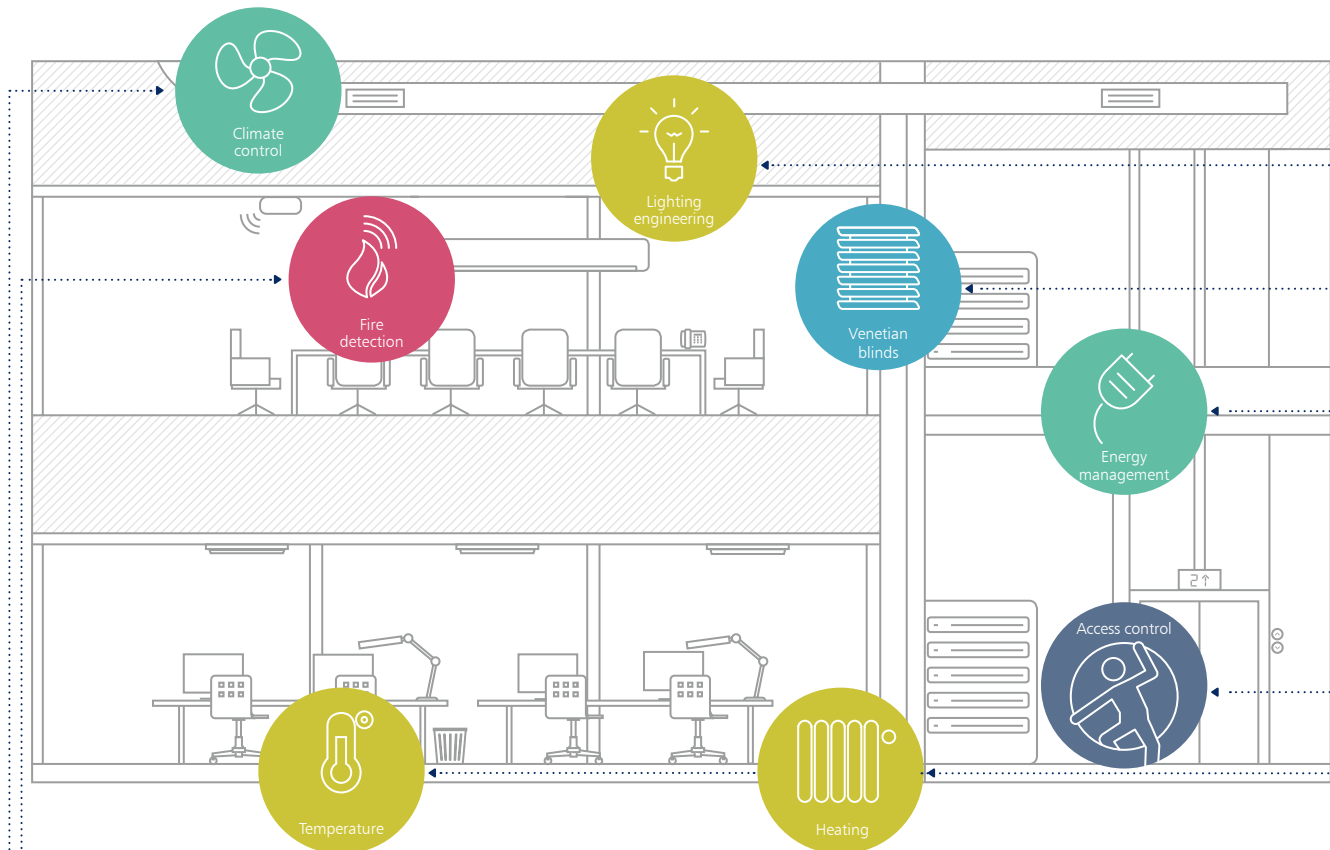 Climate
control
Lighting
engineering
Fire
detection
Venetian
blinds
Energy
management
2↑
Access control
Temperature
Heating